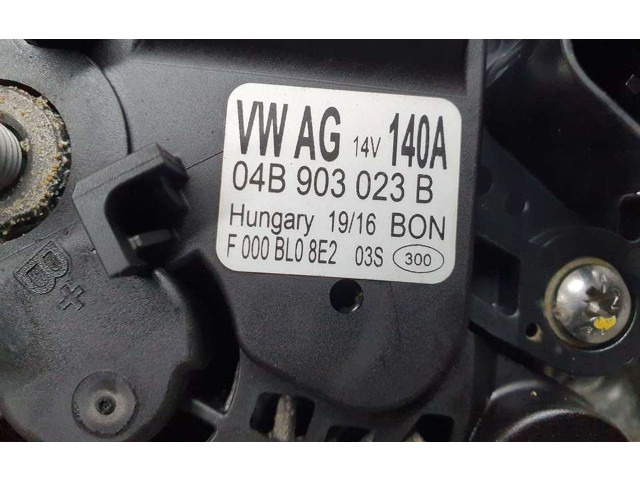 VW AG 14V 140A
04B 903 023 B
Hungary 19/16 BON
F 000 BL0 8E2 03S 300
B+